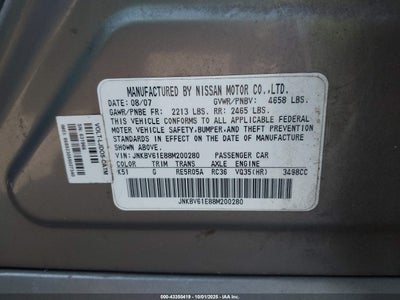 MANUFACTURED BY NISSAN MOTOR CO.,LTD.
DATE: 08/07 GVWR/PNBV: 4658 LBS.
GAWR/PNBE FR: 2213 LBS. RR: 2465 LBS.
THIS VEHICLE CONFORMS TO ALL APPLICABLE FEDERAL
MOTOR VEHICLE SAFETY, BUMPER, AND THEFT PREVENTION
STANDARDS IN EFFECT ON THE DATE OF MANUFACTURE
SHOWN ABOVE.
VIN: JNKBV61E88M200280 PASSENGER CAR
COLOR TRIM TRANS AXLE ENGINE
K51 G RE5R05A RC36 VQ35(HR) 3498CC
JNKBV61E88M200280
000-43358419 - 10/01/2025 -